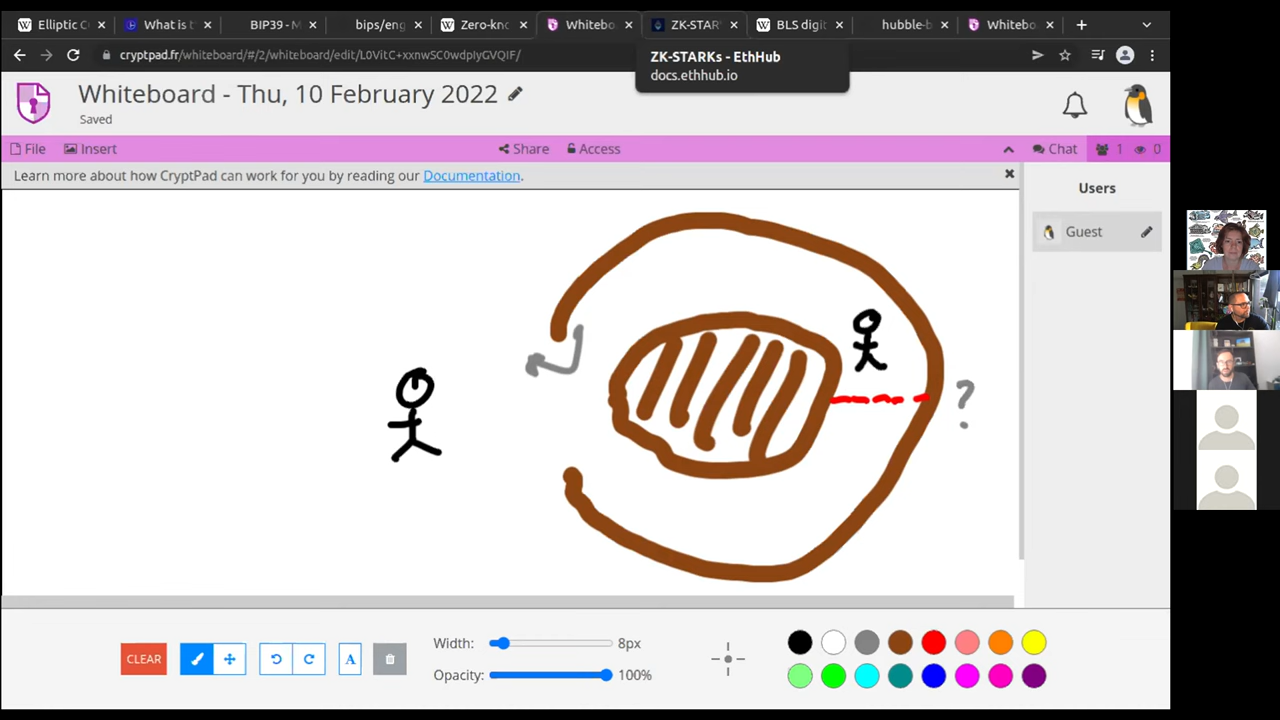 Elliptic C
What is t
BIP39 - M
bips/eng
Zero-kno
Whitebo
ZK-STAR
BLS digit
hubble-b
Whitebo
cryptpad.fr/whiteboard/#/2/whiteboard/edit/L0VitC+xxnwSC0wdpIyGVQIF/
ZK-STARKs - EthHub
docs.ethhub.io
Whiteboard - Thu, 10 February 2022
Saved
File
Insert
Share
Access
Chat
1
0
Learn more about how CryptPad can work for you by reading our Documentation.
Users
Guest
?
CLEAR
A
Width:
8px
Opacity:
100%